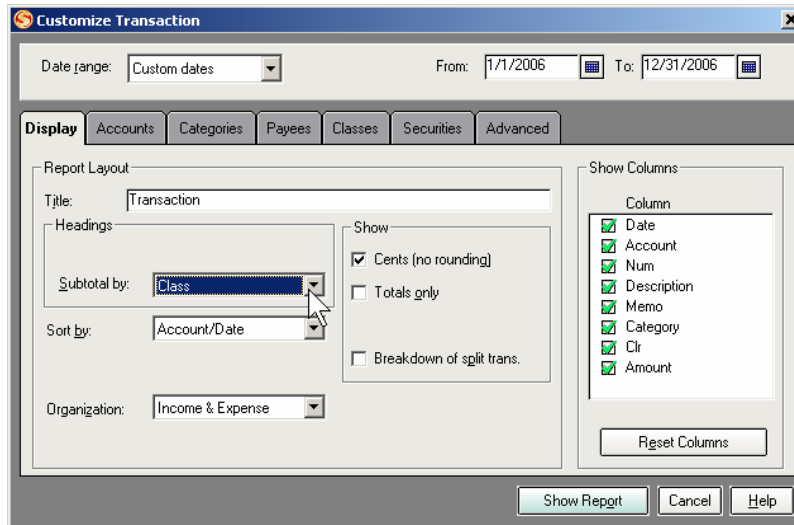 Customize Transaction
Date range: Custom dates From: 1/1/2006 To: 12/31/2006
Display Accounts Categories Payees Classes Securities Advanced
Report Layout
Title: Transaction
Headings
Subtotal by: Class
Sort by: Account/Date
Organization: Income & Expense
Show
Cents (no rounding)
Totals only
Breakdown of split trans.
Show Columns
Column
Date
Account
Num
Description
Memo
Category
Clr
Amount
Reset Columns
Show Report Cancel Help